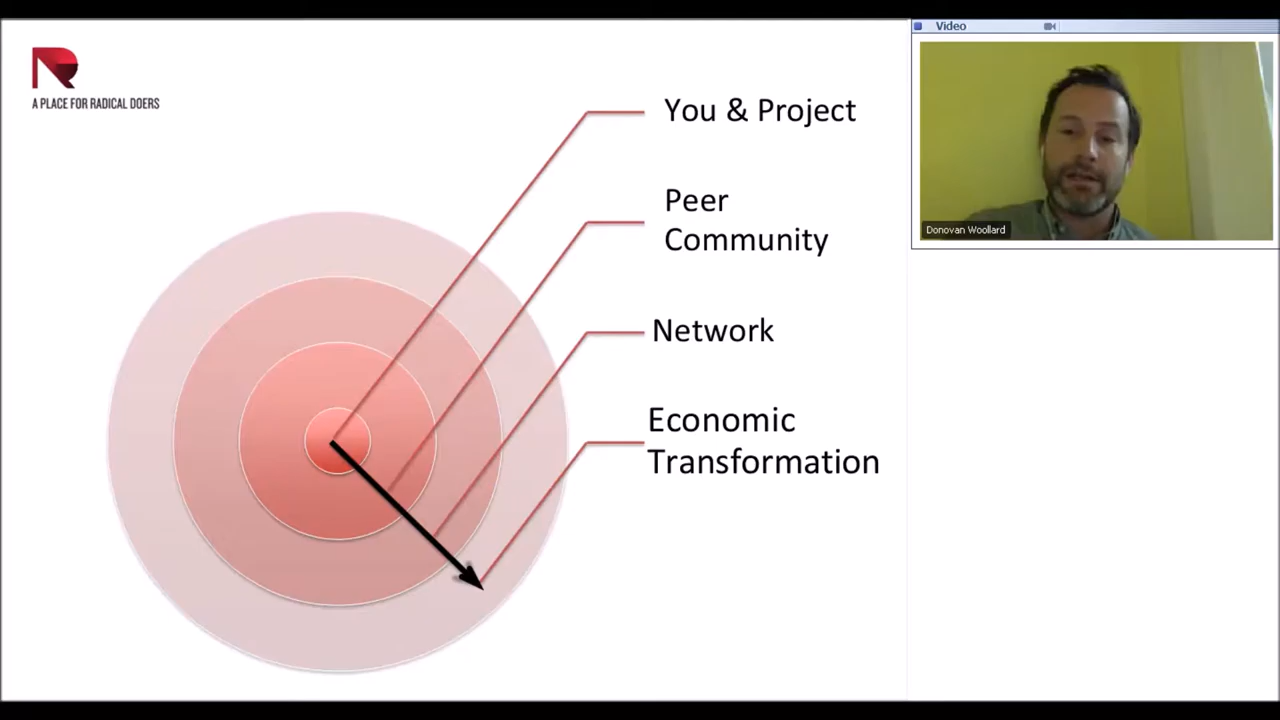 A PLACE FOR RADICAL DOERS
You & Project
Peer
Community
Network
Economic
Transformation
Video
Donovan Woollard